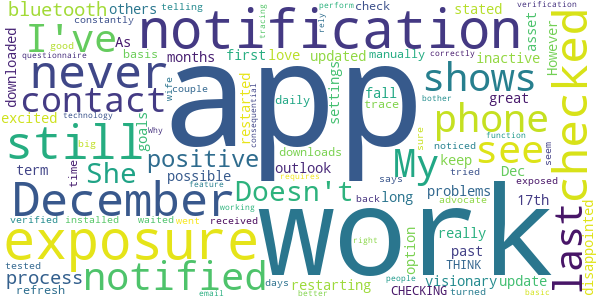 bluetooth others telling check stated
notification
I've constantly
As months first love updated manually asset inactive However
downloaded basis
never app shows
contact settings daily fall trace
excited restarted consequential
wife couple tracing rely perform correctly verification
questionnaire good technology
goals Why big downloads
phone great
still positive My see
She possible outlook keep Dec noticed
term time feature requires says tried
seem sure bother function
December Doesn't problems 17th exposed
verified installed waited went received back long
working option really advocate
exposure work past THINK
tested process restarting visionary update
refresh notified days right people CHECKING turned basic
email better
last checked disappointed